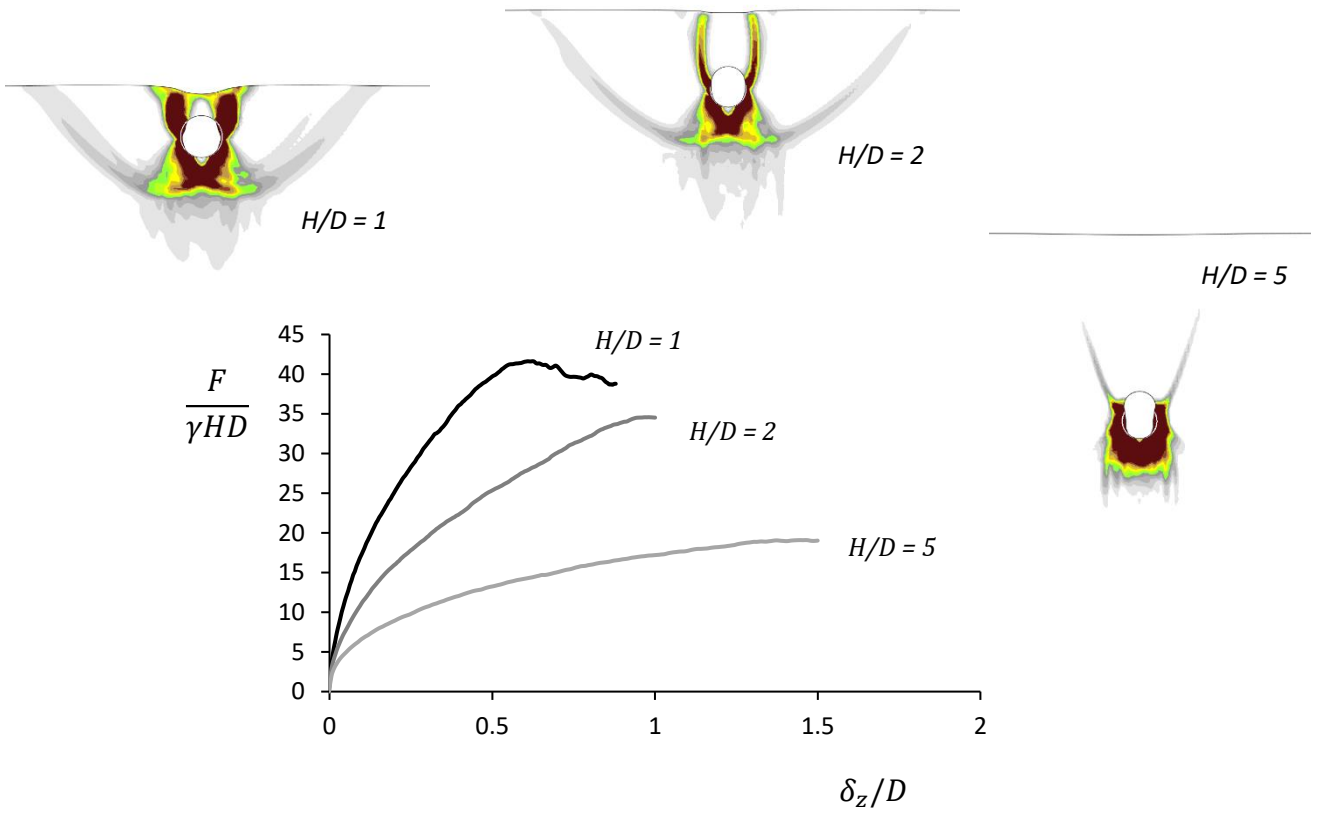 H/D = 1
H/D = 2
H/D = 5
F
γHD
45
40
35
30
25
20
15
10
5
0
H/D = 1
H/D = 2
H/D = 5
0
0.5
1
1.5
2
δz/D